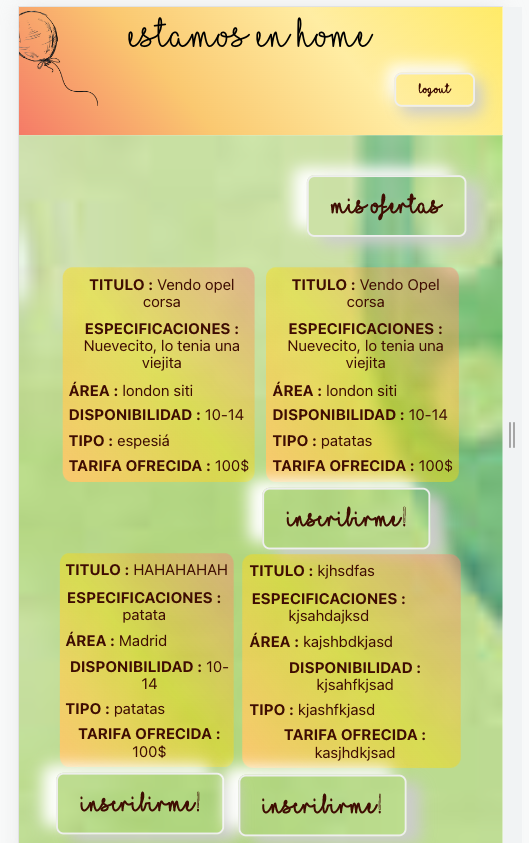 estamos en home
logout
mis ofertas
TITULO : Vendo opel
corsa
ESPECIFICACIONES :
Nuevecito, lo tenia una
viejita
ÁREA : london siti
DISPONIBILIDAD : 10-14
TIPO : espesiá
TARIFA OFRECIDA : 100$
TITULO : Vendo Opel
corsa
ESPECIFICACIONES :
Nuevecito, lo tenia una
viejita
ÁREA : london siti
DISPONIBILIDAD : 10-14
TIPO : patatas
TARIFA OFRECIDA : 100$
inscribirme!
TITULO : HAHAHAHAH
ESPECIFICACIONES :
patata
ÁREA : Madrid
DISPONIBILIDAD : 10-
14
TIPO : patatas
TARIFA OFRECIDA :
100$
inscribirme!
TITULO : kjhsdfas
ESPECIFICACIONES :
kjsahdajksd
ÁREA : kajshbdkjasd
DISPONIBILIDAD :
kjsahfkjsad
TIPO : kjashfkjasd
TARIFA OFRECIDA :
kasjhdkjsad
inscribirme!